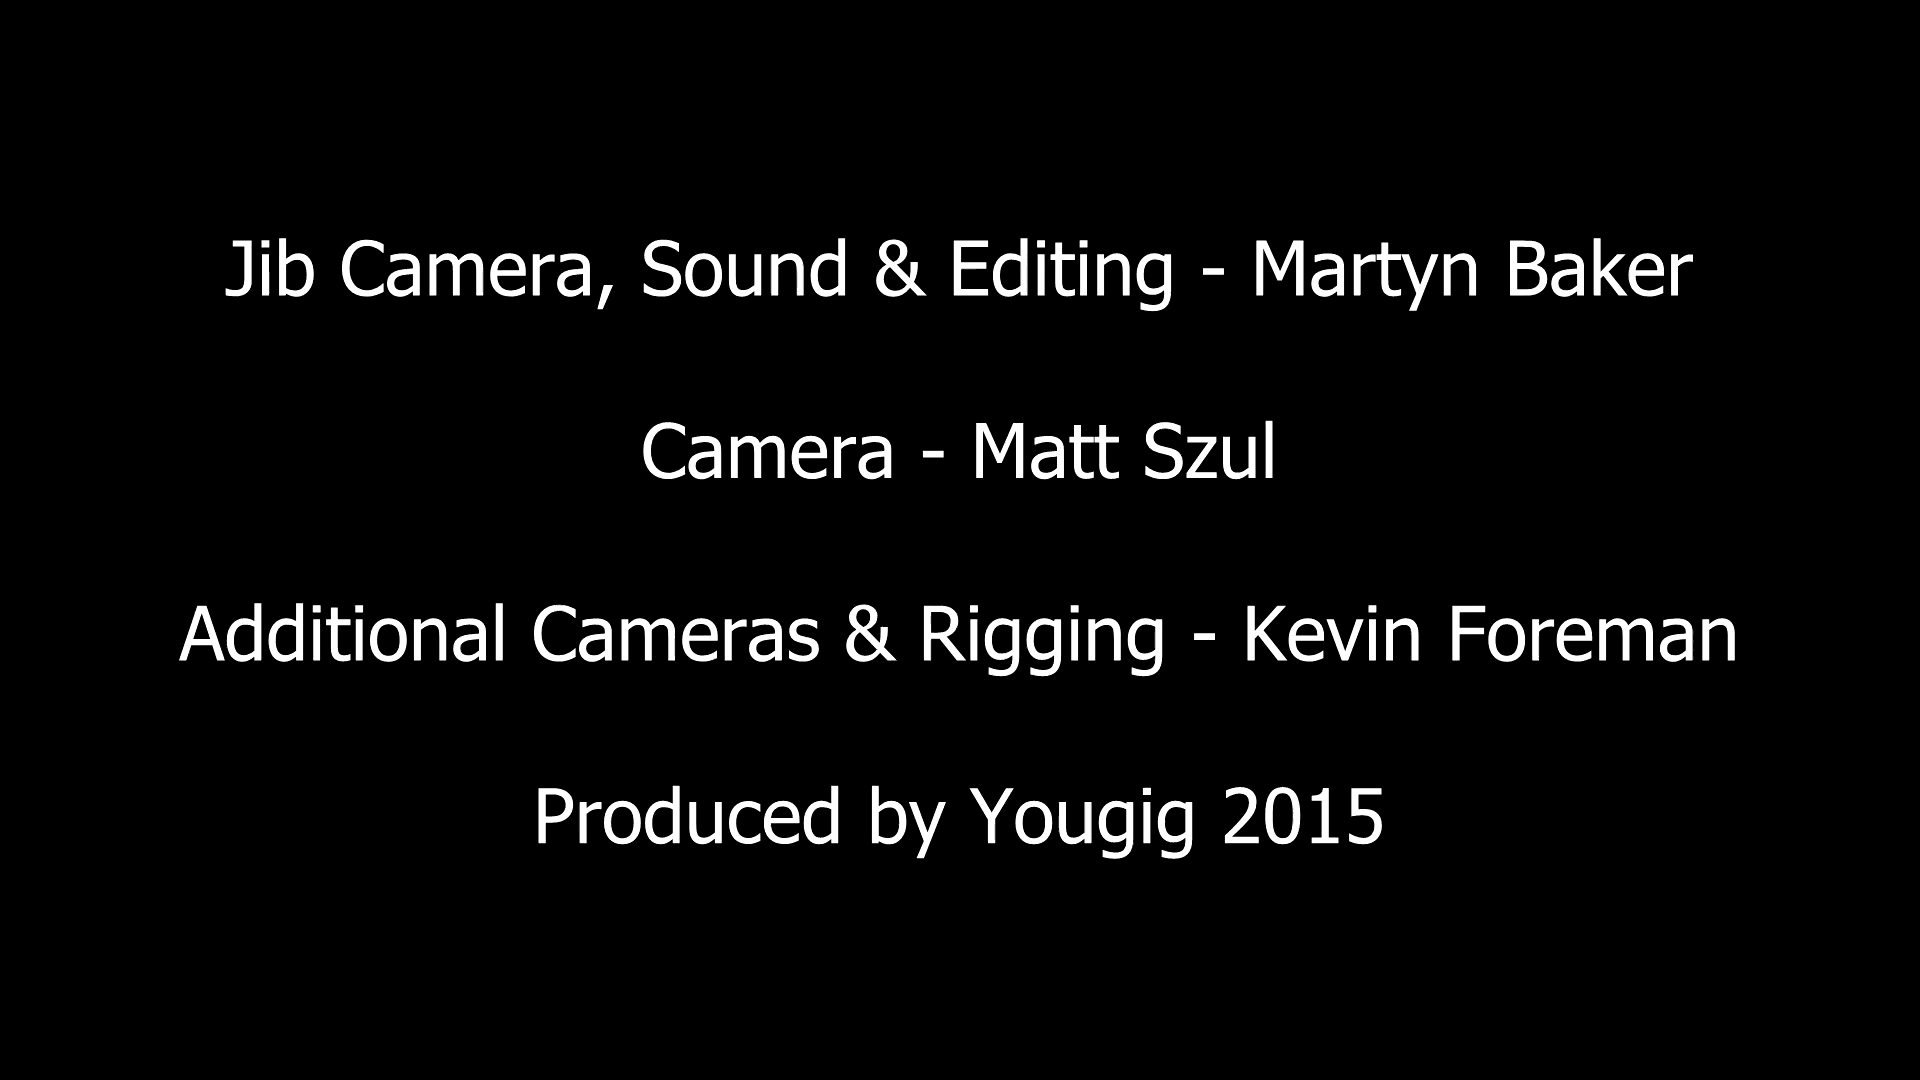 Jib Camera, Sound & Editing - Martyn Baker
Camera - Matt Szul
Additional Cameras & Rigging - Kevin Foreman
Produced by Yougig 2015